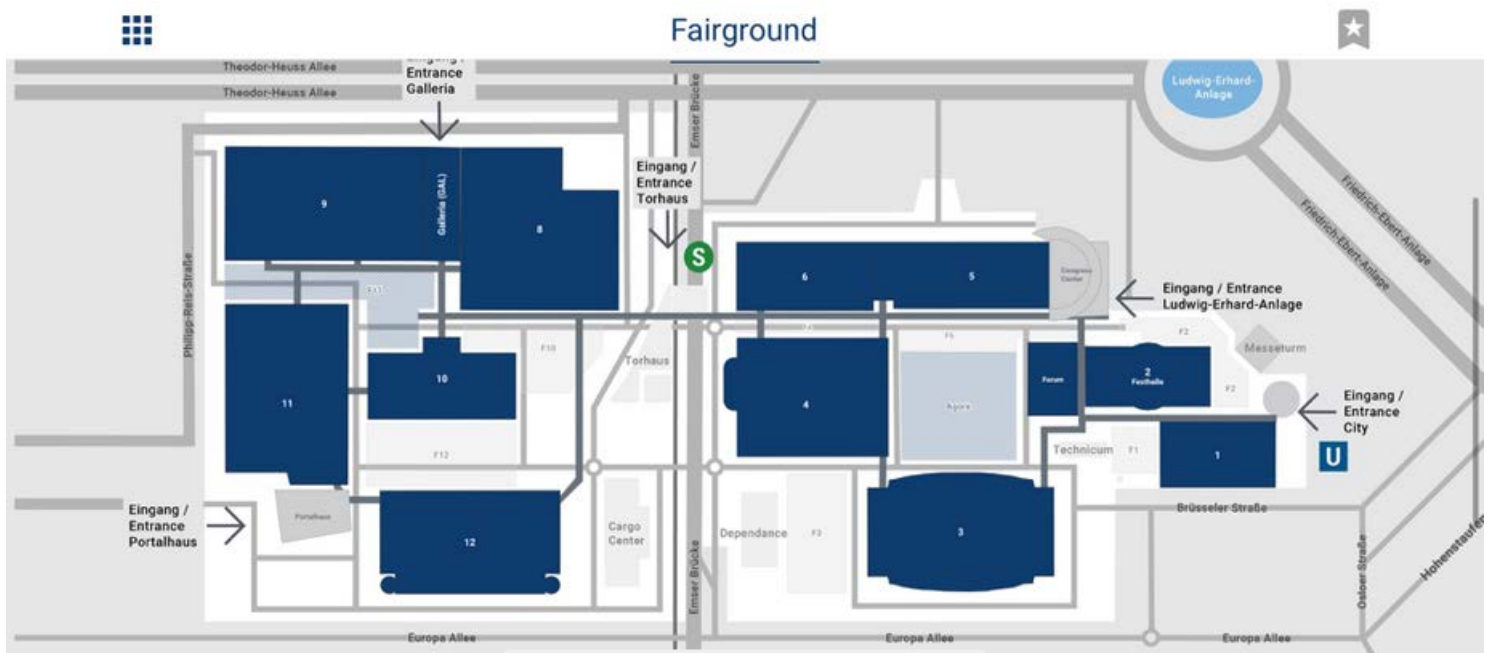 Fairground
Theodor-Heuss Allee
Theodor-Heuss Allee
Eingang /
Entrance
Galleria
Emser Brücke
Ludwig-Erhard-
Anlage
Friedrich-Ebert-Anlage
Friedrich-Ebert-Anlage
Eingang /
Entrance
Torhaus
Philipp-Reis-Straße
9
Galleria (GAL)
8
S
6
5
Congress
Center
Eingang / Entrance
Ludwig-Erhard-Anlage
F11
10
F10
Torhaus
11
4
F5
Agora
Forum
2
Festhalle
F2
F2
Messeturm
Eingang /
Entrance
City
F12
Technicum
F1
1
U
Brüsseler Straße
Eingang /
Entrance
Portalhaus
Portalhaus
12
Cargo
Center
Emser Brücke
Dependance
F3
3
Osloer Straße
Hohenstaufen
Europa Allee
Europa Allee
Europa Allee